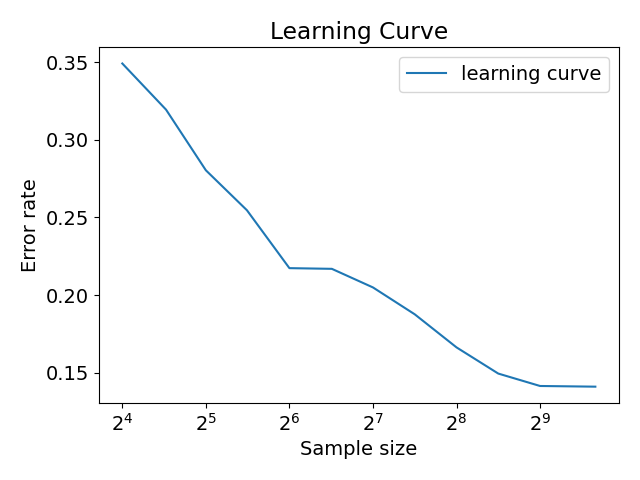 Learning Curve
learning curve
Error rate
0.35
0.30
0.25
0.20
0.15
2⁴ 2⁵ 2⁶ 2⁷ 2⁸ 2⁹
Sample size